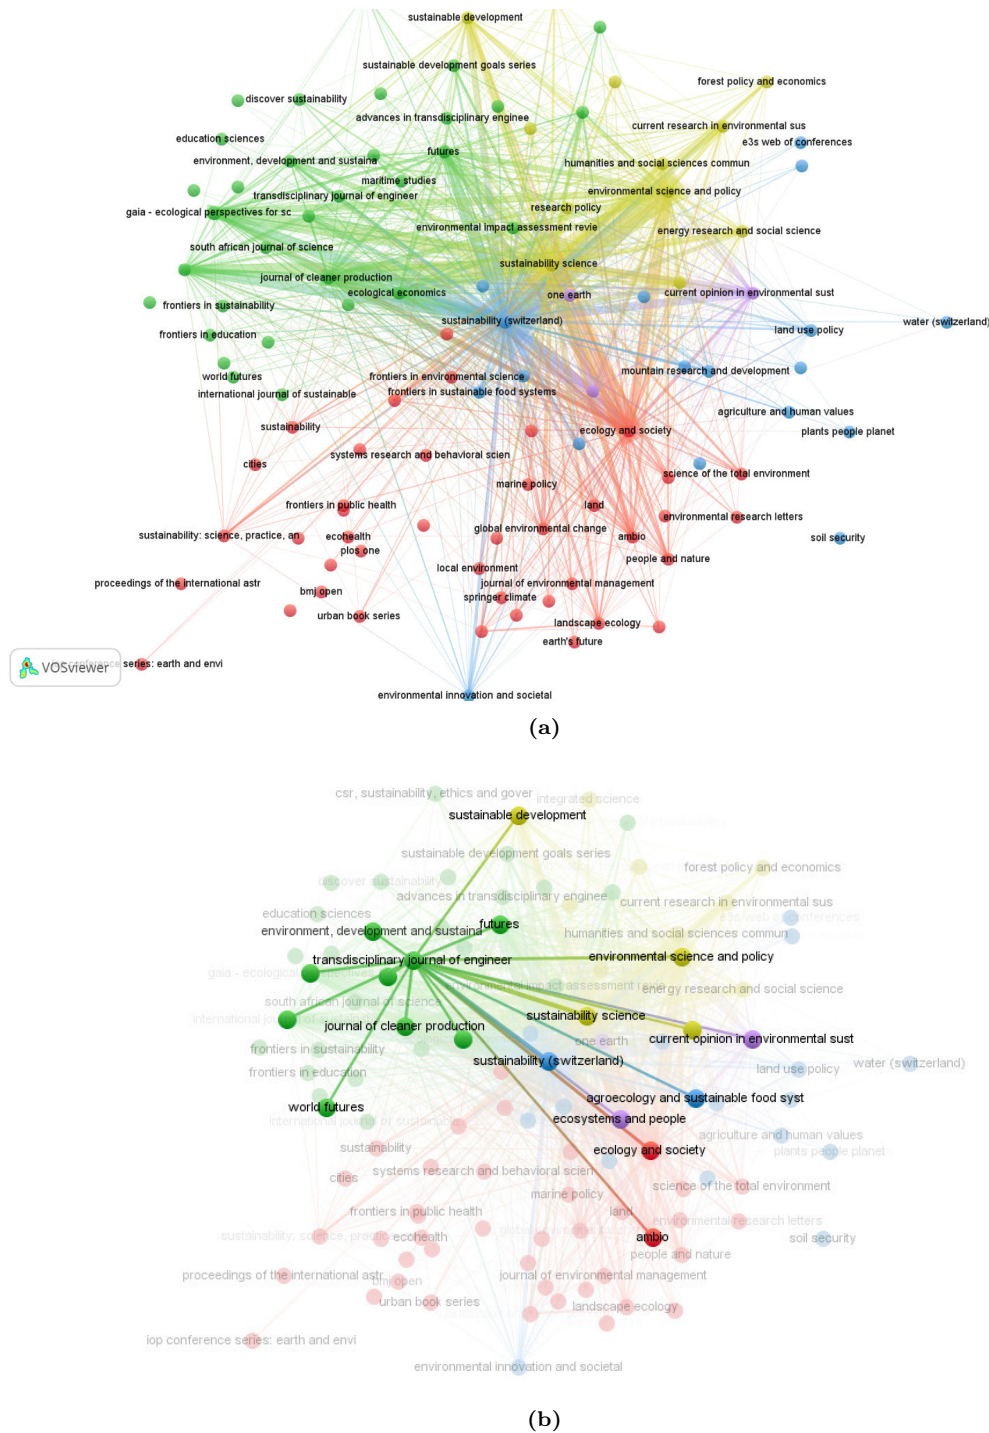 sustainable development
sustainable development goals series
forest policy and economics
discover sustainability
advances in transdisciplinary enginee
current research in environmental sus
education sciences
e3s web of conferences
futures
environment, development and sustaina
humanities and social sciences commun
maritime studies
transdisciplinary journal of engineer
environmental science and policy
research policy
gaia - ecological perspectives for sc
environmental impact assessment revie
energy research and social science
south african journal of science
sustainability science
journal of cleaner production
ecological economics
one earth
current opinion in environmental sust
frontiers in sustainability
sustainability (switzerland)
water (switzerland)
land use policy
frontiers in education
mountain research and development
world futures
frontiers in environmental science
international journal of sustainable
frontiers in sustainable food systems
agriculture and human values
sustainability
ecology and society
plants people planet
systems research and behavioral scien
cities
science of the total environment
marine policy
frontiers in public health
land
environmental research letters
global environmental change
sustainability: science, practice, an
ecohealth
ambio
soil security
plos one
people and nature
local environment
proceedings of the international astr
journal of environmental management
bmj open
springer climate
urban book series
landscape ecology
earth's future
VOSviewer
iop conference series: earth and envi
environmental innovation and societal
(a)
csr, sustainability, ethics and gover
integrated science
sustainable development
sustainable development goals series
forest policy and economics
discover sustainability
advances in transdisciplinary enginee
current research in environmental sus
education sciences
e3s web of conferences
futures
environment, development and sustaina
humanities and social sciences commun
transdisciplinary journal of engineer
environmental science and policy
gaia - ecological perspectives
environmental impact assessment revie
energy research and social science
south african journal of science
sustainability science
international journal of sustainab
journal of cleaner production
current opinion in environmental sust
one earth
frontiers in sustainability
sustainability (switzerland)
water (switzerland)
land use policy
frontiers in education
agroecology and sustainable food syst
world futures
ecosystems and people
international journal of sustainable
agriculture and human values
sustainability
ecology and society
plants people planet
systems research and behavioral scien
cities
science of the total environment
marine policy
frontiers in public health
land
environmental research letters
sustainability: science, practice
ecohealth
ambio
soil security
people and nature
proceedings of the international astr
journal of environmental management
bmj open
urban book series
landscape ecology
iop conference series: earth and envi
environmental innovation and societal
(b)